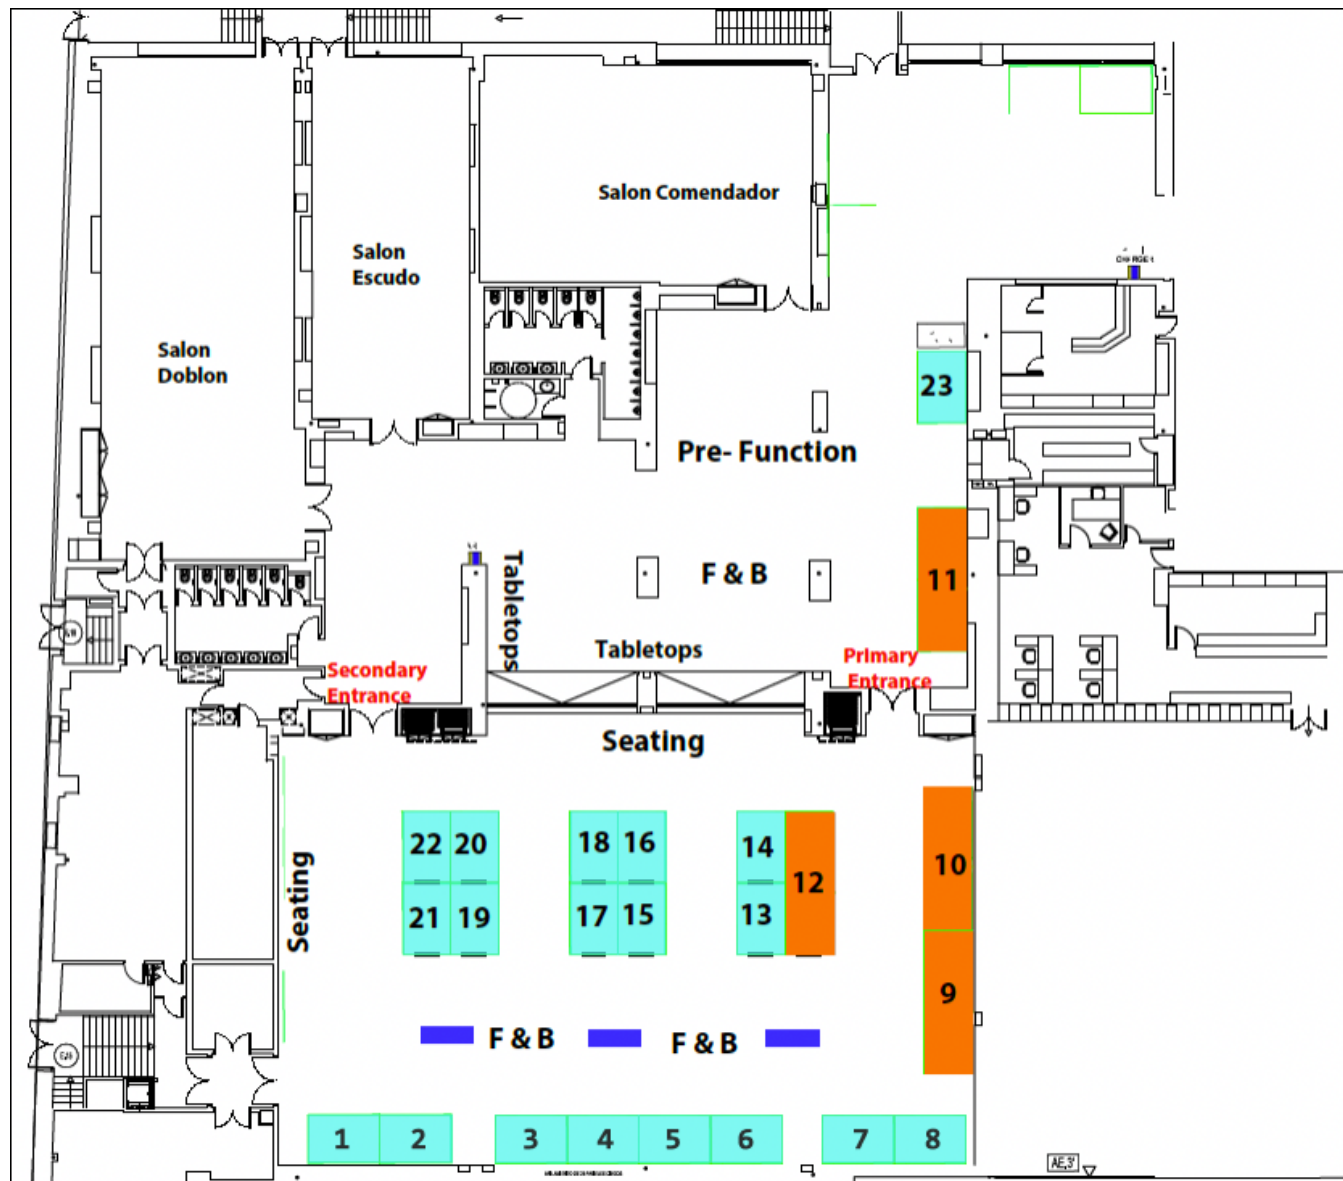 Salon Comendador
Salon
Escudo
Salon
Doblon
23
Pre- Function
11
F & B
Tabletops
Tabletops
Secondary
Entrance
Primary
Entrance
Seating
Seating
22
20
18
16
14
12
10
21
19
17
15
13
9
F & B
F & B
1
2
3
4
5
6
7
8
AE,3'